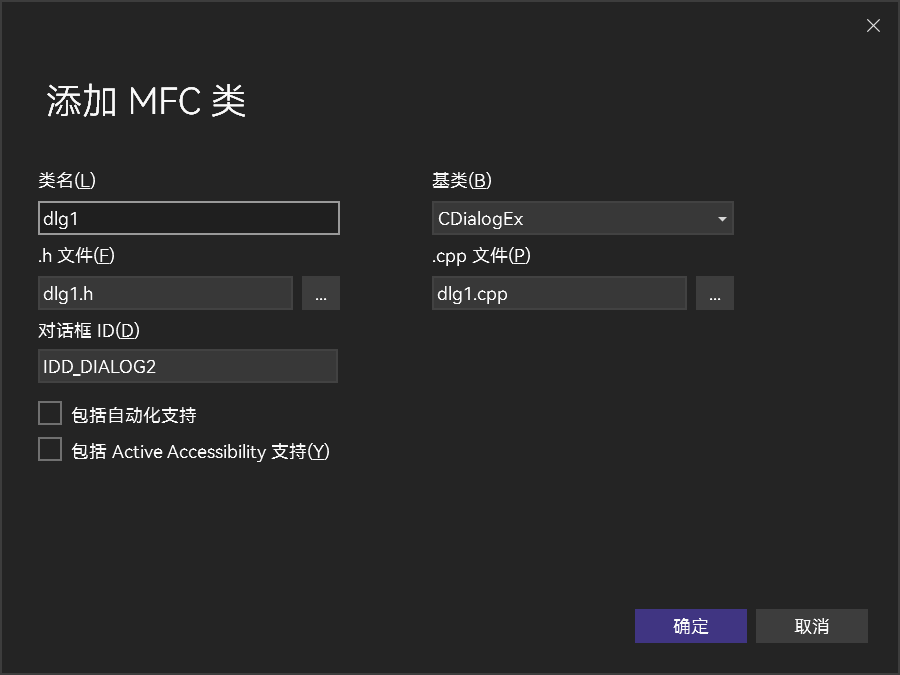 添加 MFC 类
类名(L)
基类(B)
dlg1
CDialogEx
.h 文件(F)
.cpp 文件(P)
dlg1.h
...
dlg1.cpp
...
对话框 ID(D)
IDD_DIALOG2
包括自动化支持
包括 Active Accessibility 支持(Y)
确定
取消